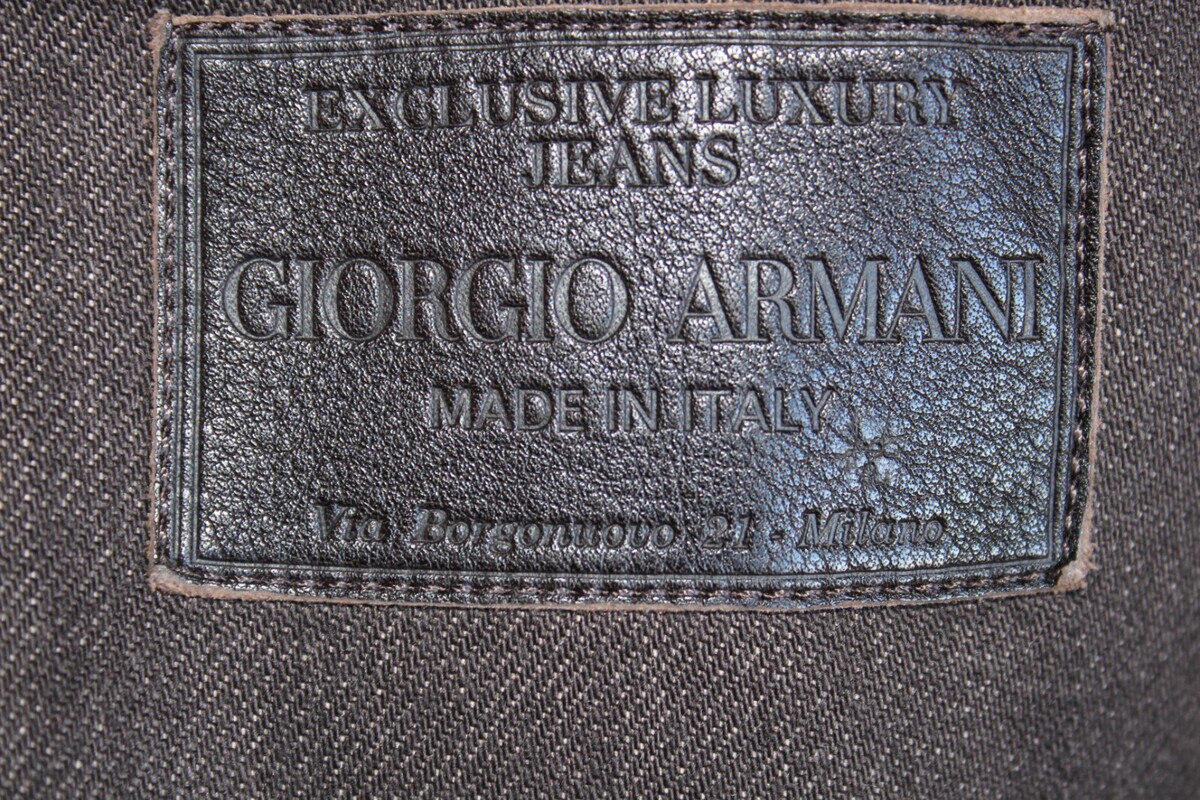 EXCLUSIVE LUXURY
JEANS
GIORGIO ARMANI
MADE IN ITALY
Via Borgonuovo 21 - Milano